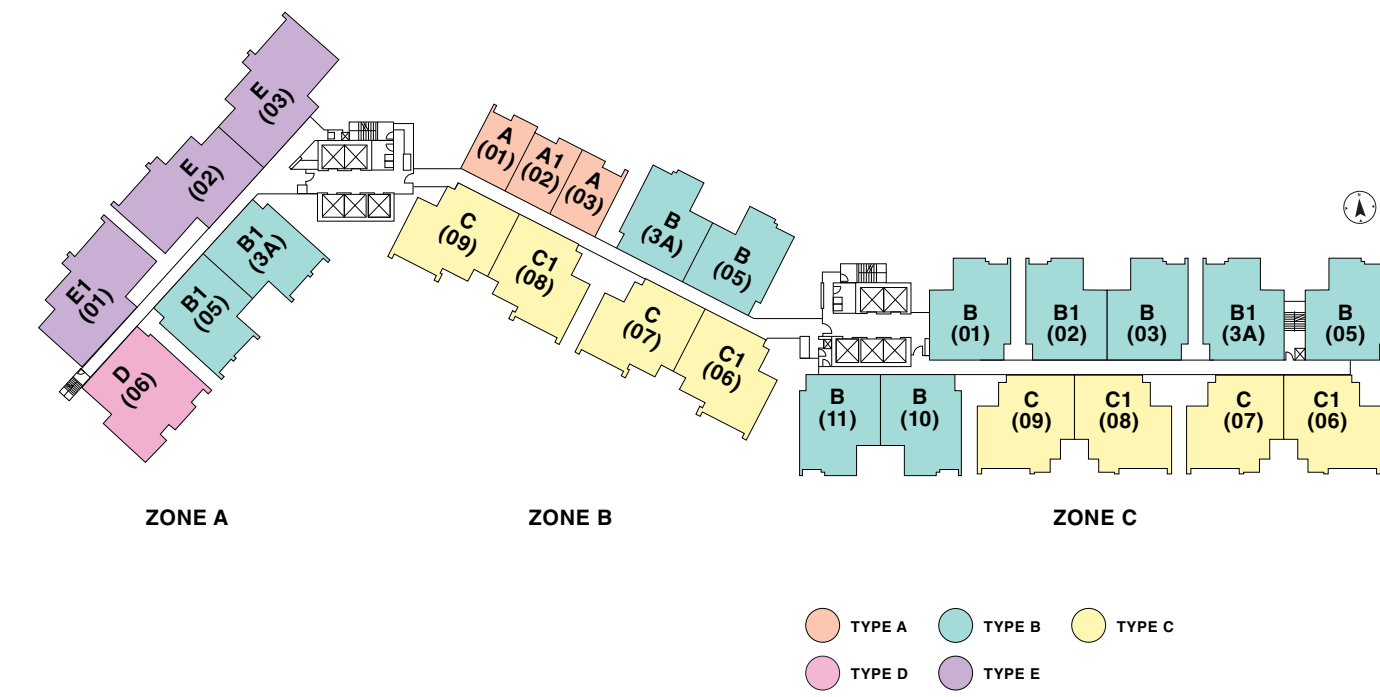 E
(03)
E
(02)
E1
(01)
B1
(3A)
B1
(05)
D
(06)
A
(01)
A1
(02)
A
(03)
B
(3A)
B
(05)
C
(09)
C1
(08)
C
(07)
C1
(06)
B
(01)
B1
(02)
B
(03)
B1
(3A)
B
(05)
B
(11)
B
(10)
C
(09)
C1
(08)
C
(07)
C1
(06)
ZONE A
ZONE B
ZONE C
TYPE A
TYPE B
TYPE C
TYPE D
TYPE E